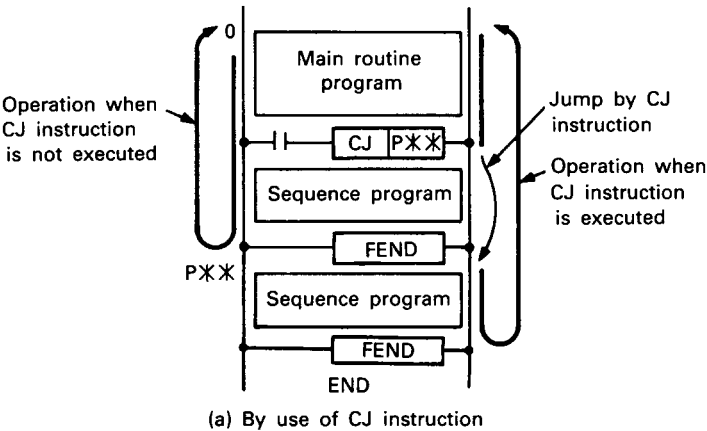 0
Main routine
program
Operation when
CJ instruction
is not executed
Jump by CJ
instruction
CJ P**
Operation when
CJ instruction
is executed
Sequence program
FEND
P**
Sequence program
FEND
END
(a) By use of CJ instruction